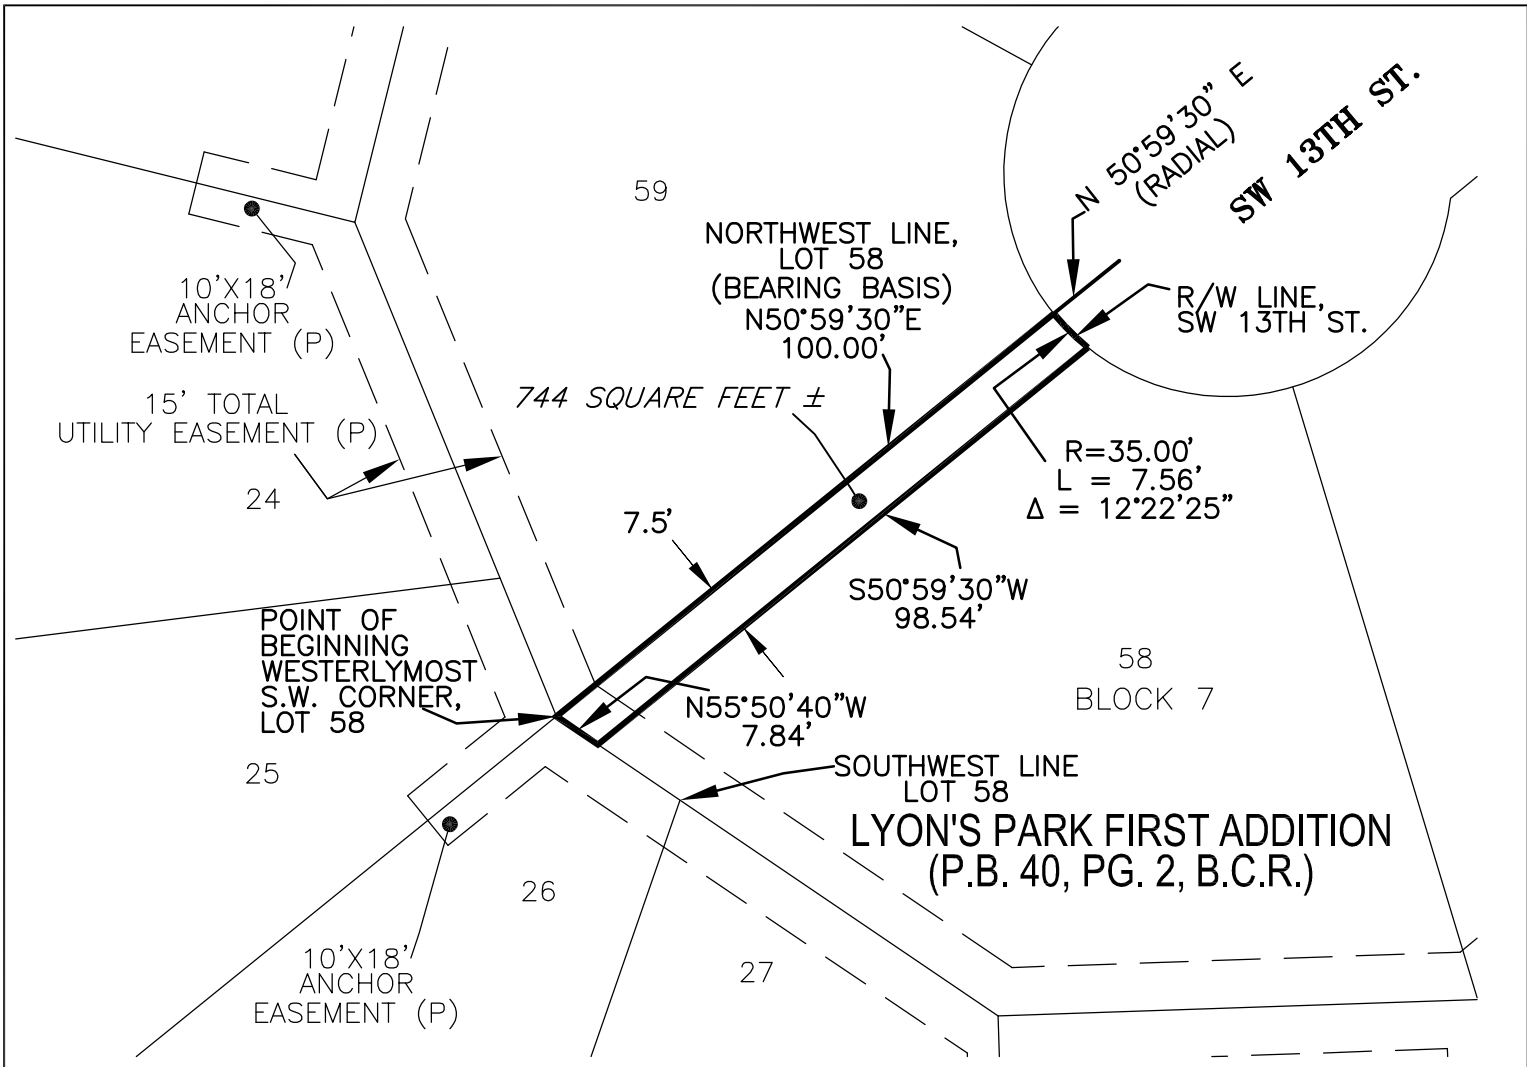 N 50°59'30" E
(RADIAL)
SW 13TH ST.
59
NORTHWEST LINE,
LOT 58
(BEARING BASIS)
N50°59'30"E
100.00'
R/W LINE,
SW 13TH ST.
10'X18'
ANCHOR
EASEMENT (P)
15' TOTAL
UTILITY EASEMENT (P)
744 SQUARE FEET ±
24
R=35.00'
L = 7.56'
Δ = 12°22'25"
7.5'
S50°59'30"W
98.54'
POINT OF
BEGINNING
WESTERLYMOST
S.W. CORNER,
LOT 58
58
BLOCK 7
N55°50'40"W
7.84'
25
SOUTHWEST LINE
LOT 58
LYON'S PARK FIRST ADDITION
(P.B. 40, PG. 2, B.C.R.)
26
10'X18'
ANCHOR
EASEMENT (P)
27